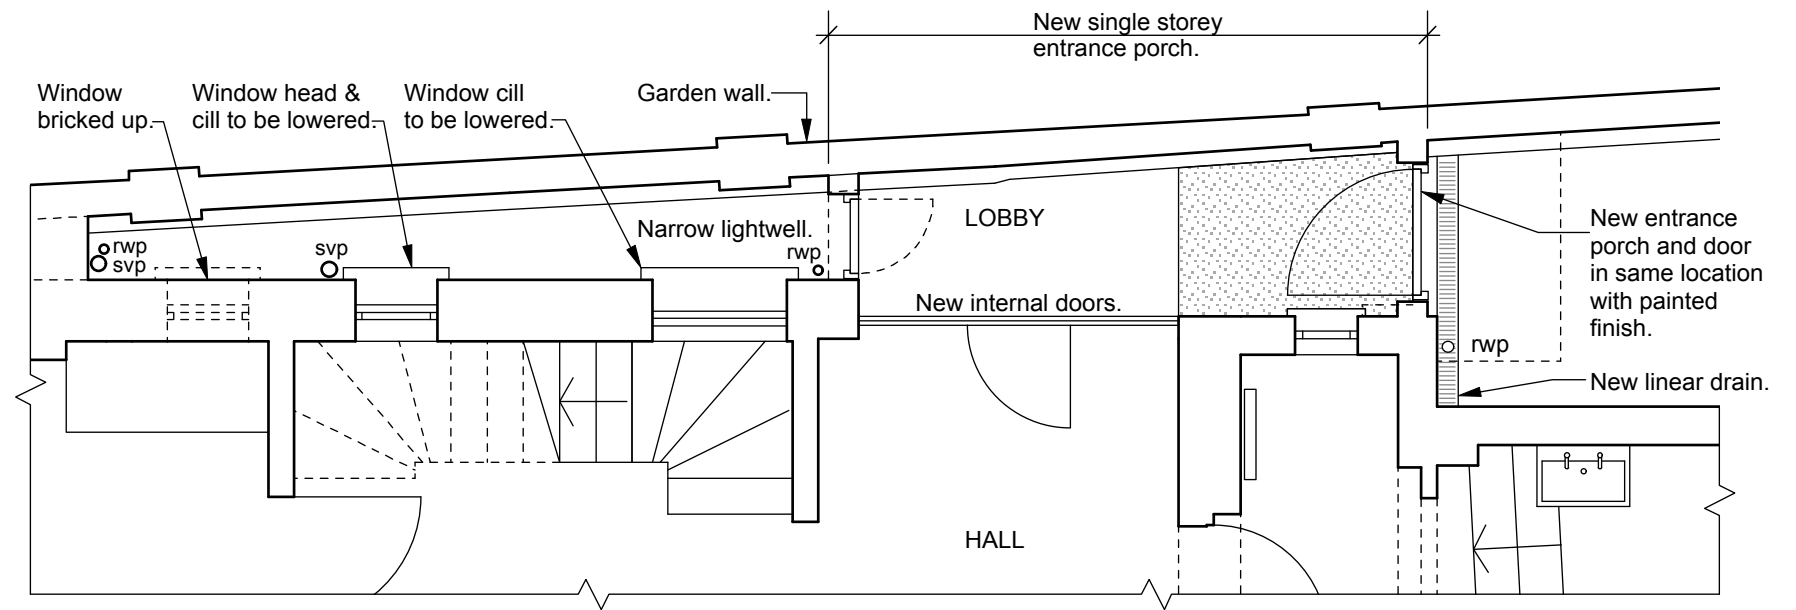 New single storey
entrance porch.
Window
bricked up.
Window head &
cill to be lowered.
Window cill
to be lowered.
Garden wall.
rwp
svp
svp
Narrow lightwell.
rwp
LOBBY
New internal doors.
New entrance
porch and door
in same location
with painted
finish.
rwp
New linear drain.
HALL